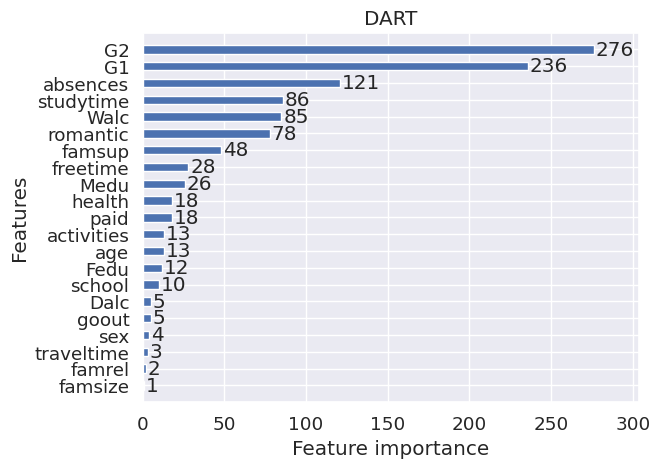 DART
Features
G2 276
G1 236
absences 121
studytime 86
Walc 85
romantic 78
famsup 48
freetime 28
Medu 26
health 18
paid 18
activities 13
age 13
Fedu 12
school 10
Dalc 5
goout 5
sex 4
traveltime 3
famrel 2
famsize 1
0 50 100 150 200 250 300
Feature importance